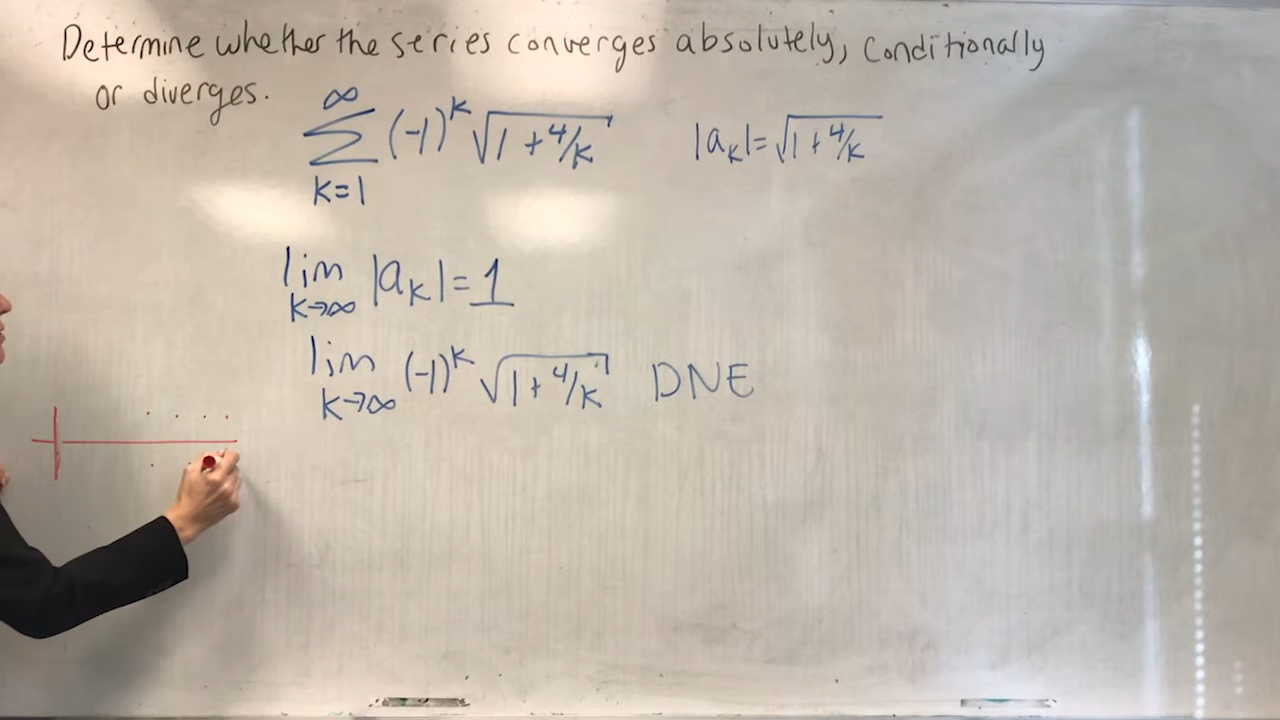 Determine whether the series converges absolutely, conditionally
or diverges.
∞
∑ (-1)^k √(1 + 4/k)
k=1
|a_k| = √(1 + 4/k)
lim |a_k| = 1
k→∞
lim (-1)^k √(1 + 4/k) DNE
k→∞